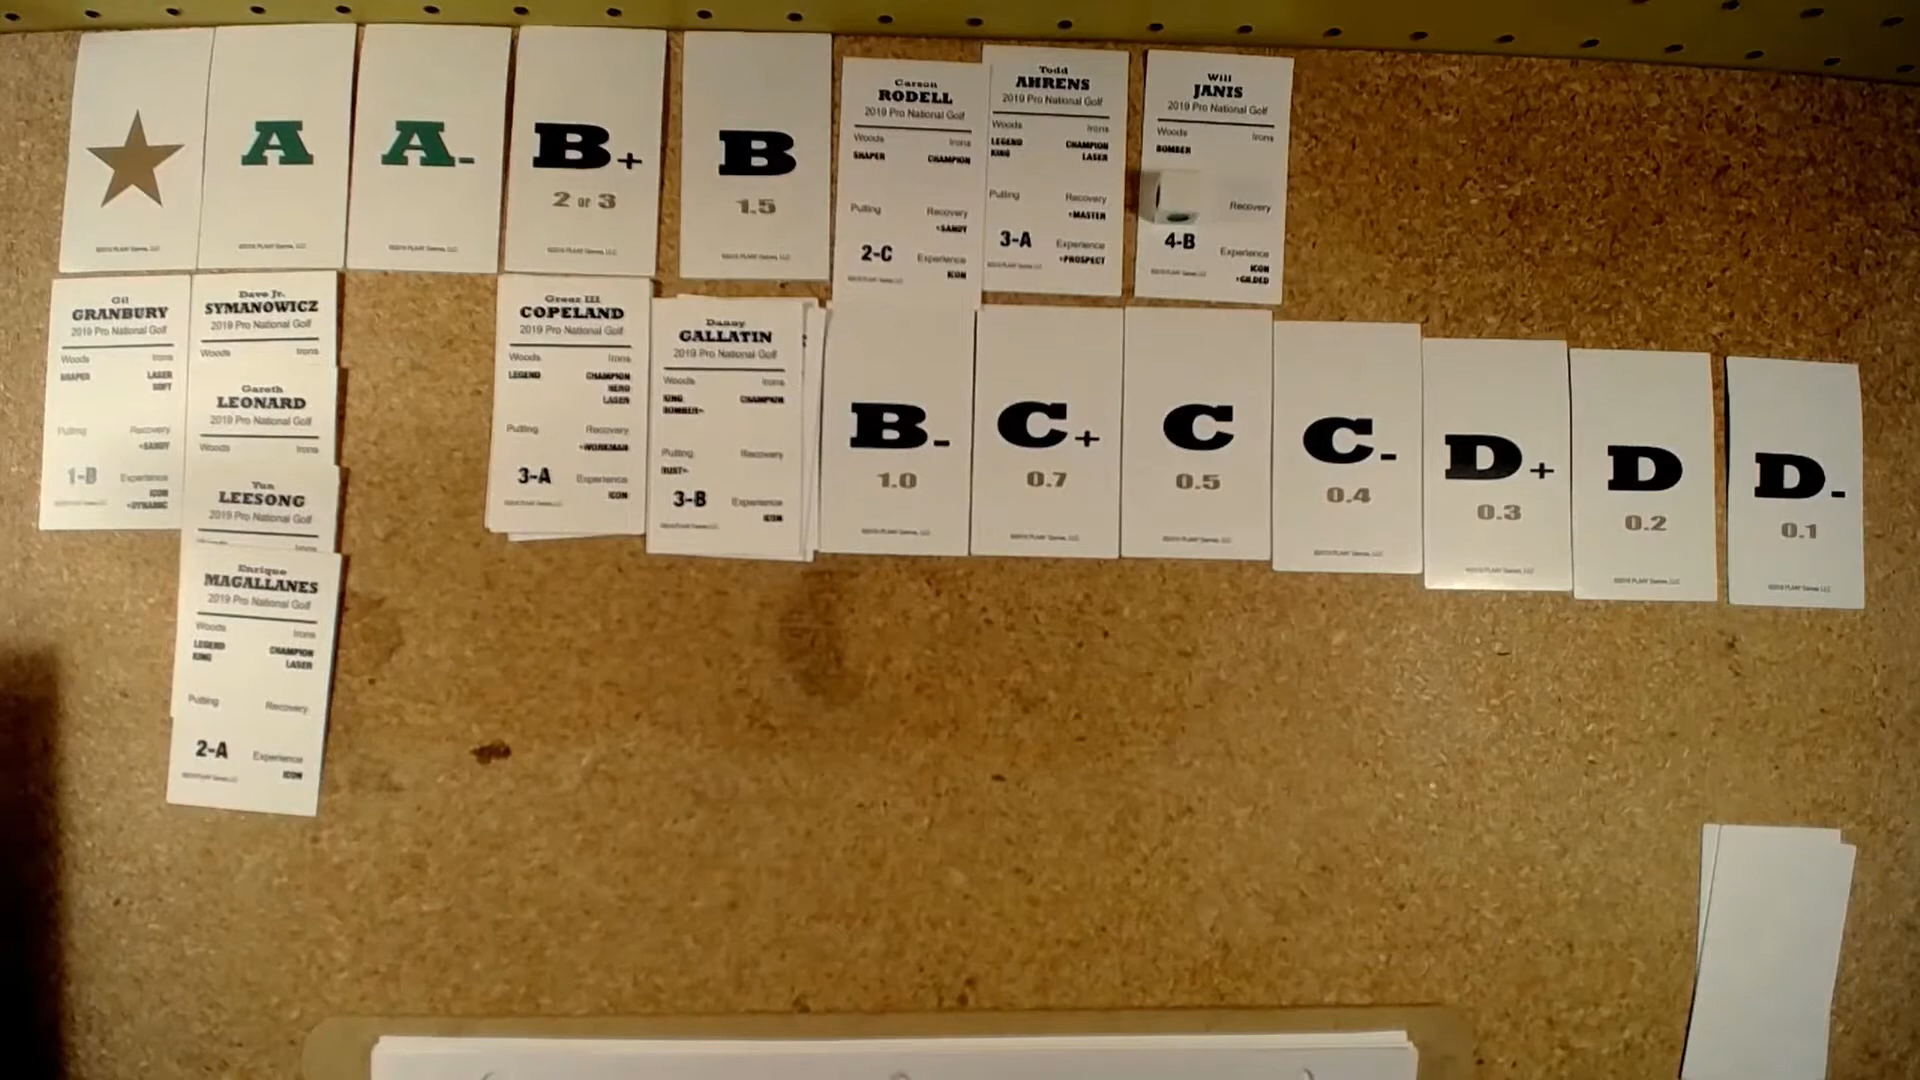 A
A-
B+
2 or 3
B
1.5
Carson
RODELL
2019 Pro National Golf
Woods Irons
SHAPER CHAMPION
Putting Recovery
+SANDY
2-C Experience
ICON
Todd
AHRENS
2019 Pro National Golf
Woods Irons
LEGEND CHAMPION
KING LASER
Putting Recovery
+MASTER
3-A Experience
+PROSPECT
Will
JANIS
2019 Pro National Golf
Woods Irons
BOMBER
Recovery
4-B Experience
ICON
+GILDED
Gil
GRANBURY
2019 Pro National Golf
Woods Irons
SHAPER LASER
SOFT
Putting Recovery
+SANDY
1-B Experience
ICON
+DYNAMIC
Dave Jr.
SYMANOWICZ
2019 Pro National Golf
Woods Irons
Gareth
LEONARD
2019 Pro National Golf
Woods
Yun
LEESONG
2019 Pro National Golf
Enrique
MAGALLANES
2019 Pro National Golf
Woods Irons
LEGEND CHAMPION
KING LASER
Putting Recovery
2-A Experience
ICON
COPELAND
2019 Pro National Golf
Woods Irons
LEGEND CHAMPION
HERO
LASER
Putting Recovery
+WORKMAN
3-A Experience
ICON
Danny
GALLATIN
2019 Pro National Golf
Woods Irons
KING CHAMPION
BOMBER+
Putting Recovery
3-B Experience
ICON
B-
1.0
C+
0.7
C
0.5
C-
0.4
D+
0.3
D
0.2
D-
0.1